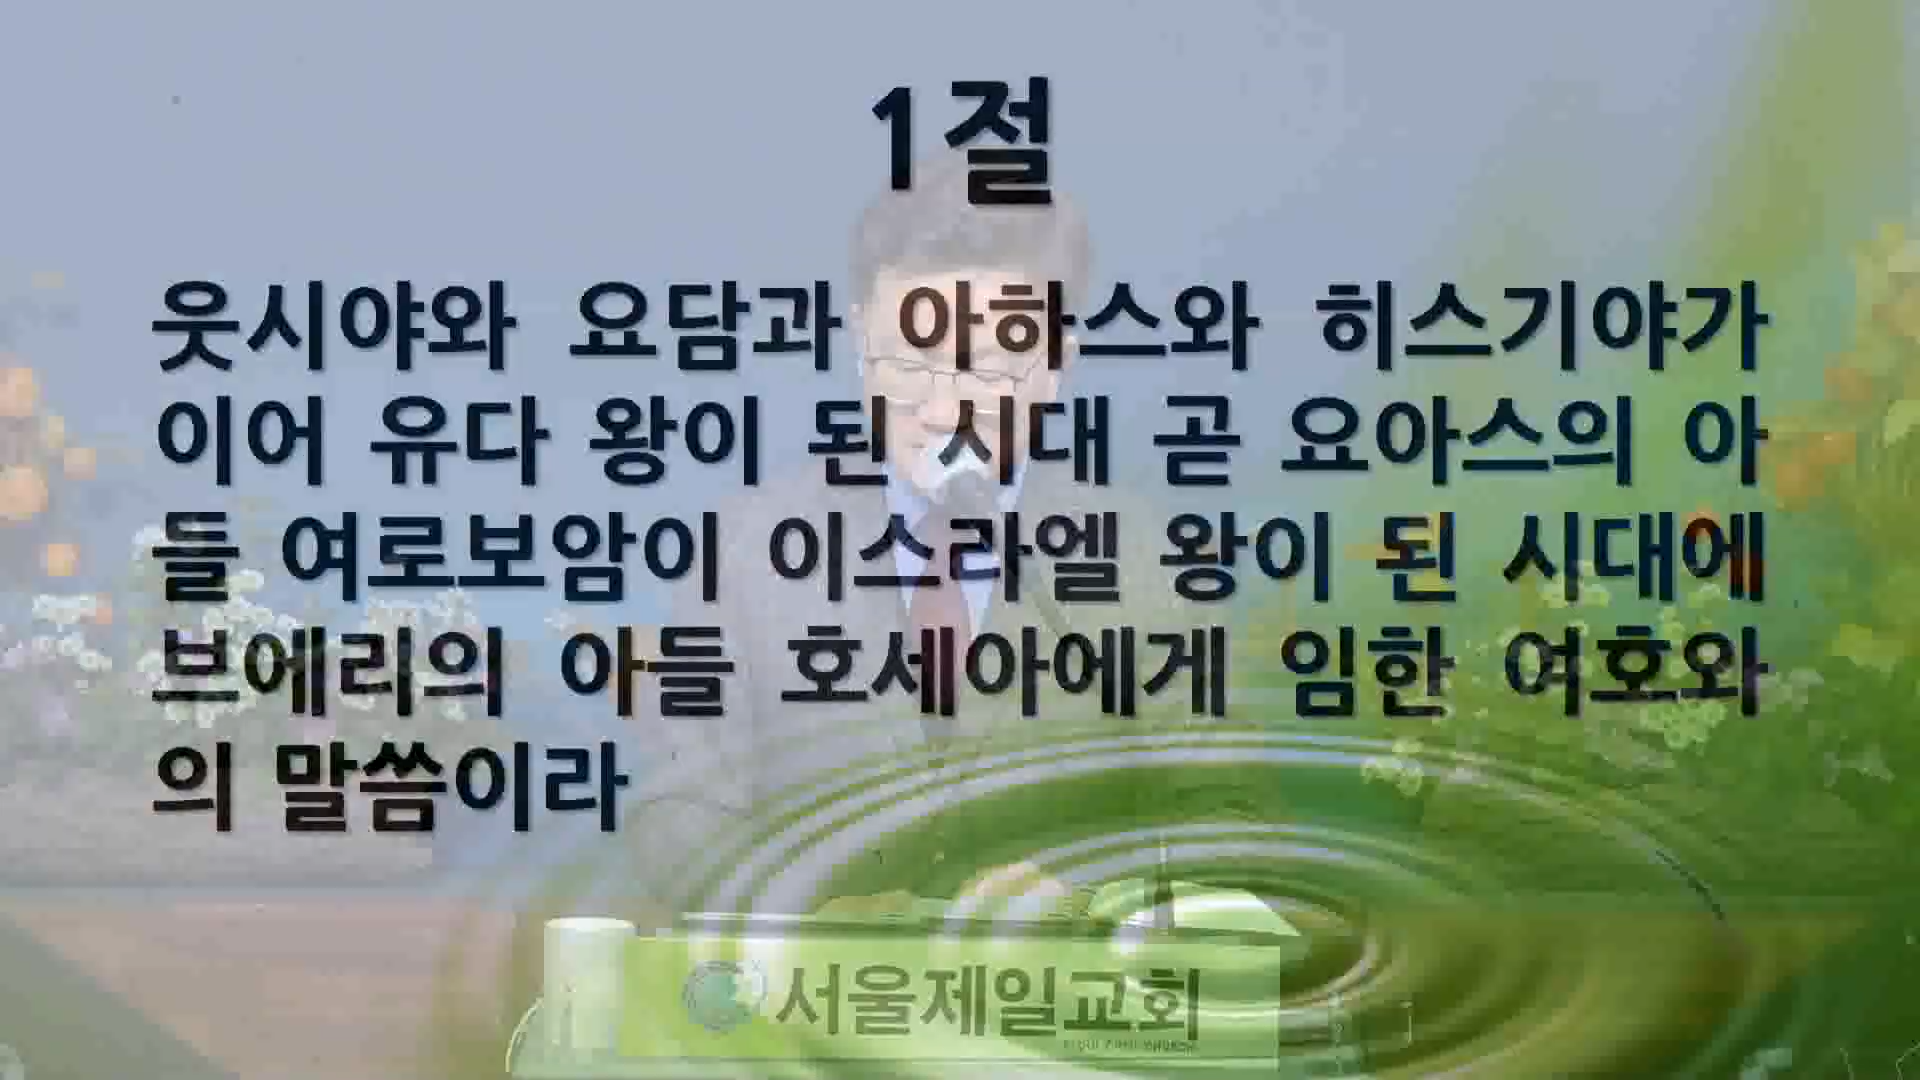 1절
웃시야와 요담과 아하스와 히스기야가
이어 유다 왕이 된 시대 곧 요아스의 아
들 여로보암이 이스라엘 왕이 된 시대에
브에리의 아들 호세아에게 임한 여호와
의 말씀이라
서울제일교회